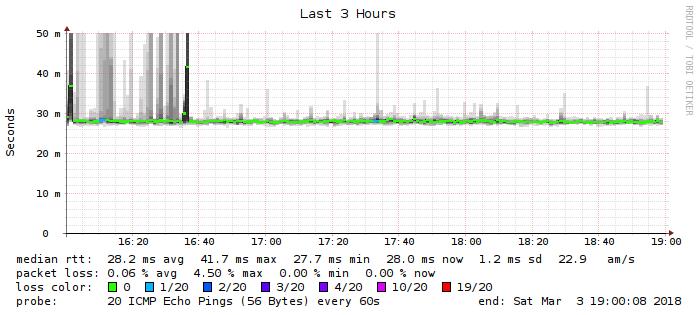 Last 3 Hours
RRDTOOL / TOBI OETIKER
Seconds
50 m
40 m
30 m
20 m
10 m
0
16:20 16:40 17:00 17:20 17:40 18:00 18:20 18:40 19:00
median rtt: 28.2 ms avg 41.7 ms max 27.7 ms min 28.0 ms now 1.2 ms sd 22.9 am/s
packet loss: 0.06 % avg 4.50 % max 0.00 % min 0.00 % now
loss color: 0 1/20 2/20 3/20 4/20 10/20 19/20
probe: 20 ICMP Echo Pings (56 Bytes) every 60s end: Sat Mar 3 19:00:08 2018